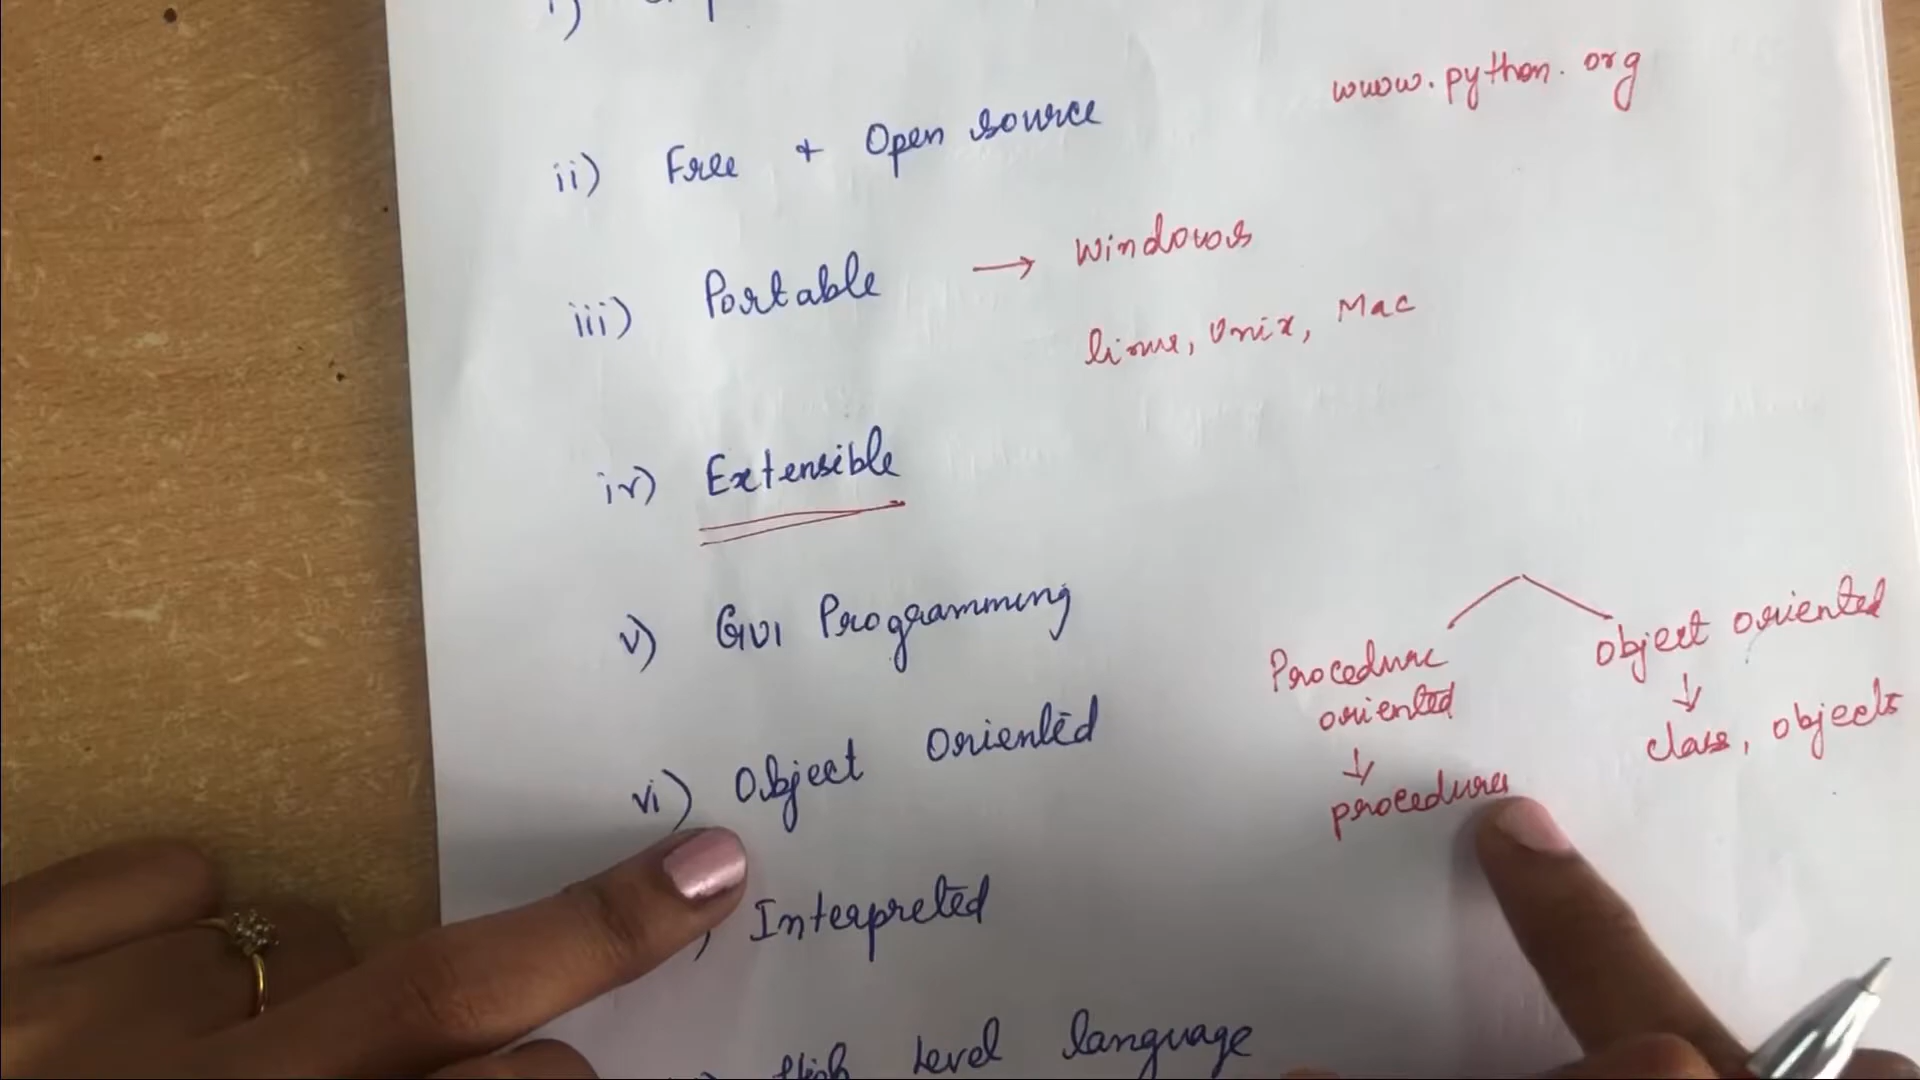 i)
www.python.org
ii) Free + Open source
iii) Portable → Windows
Unix, Mac
iv) Extensible
v) GUI Programming
Procedure oriented
↓
procedures
Object oriented
↓
class, objects
vi) Object Oriented
) Interpreted
High Level language